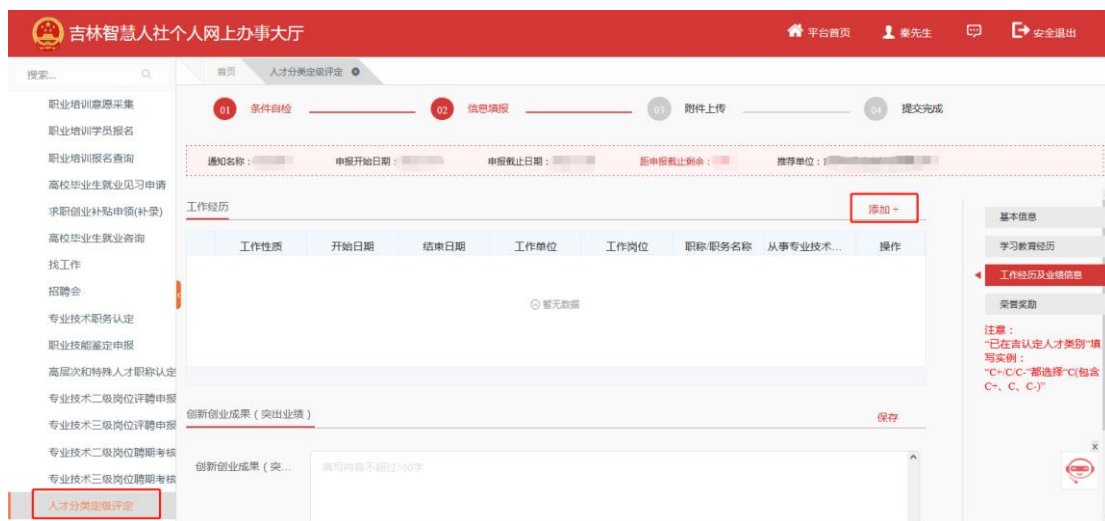 吉林智慧人社个人网上办事大厅
平台首页
秦先生
安全退出
搜索...
首页
人才分类定级评定
职业培训意愿采集
职业培训学员报名
职业培训报名查询
高校毕业生就业见习申请
求职创业补贴申领(补录)
高校毕业生就业咨询
找工作
招聘会
专业技术职务认定
职业技能鉴定申报
高层次和特殊人才职称认定
专业技术二级岗位评聘申报
专业技术三级岗位评聘申报
专业技术二级岗位聘期考核
专业技术三级岗位聘期考核
人才分类定级评定
01 条件自检
02 信息填报
03 附件上传
04 提交完成
通知名称：
申报开始日期：
申报截止日期：
距申报截止剩余：
推荐单位：
工作经历
添加 +
工作性质 开始日期 结束日期 工作单位 工作岗位 职称/职务名称 从事专业技术... 操作
暂无数据
创新创业成果（突出业绩）
保存
创新创业成果（突...
填写内容不超过500字
基本信息
学习教育经历
工作经历及业绩信息
荣誉奖励
注意：
"已在吉认定人才类别"填
写实例：
"C+/C/C-"都选择"C(包含
C+、C、C-)"
x